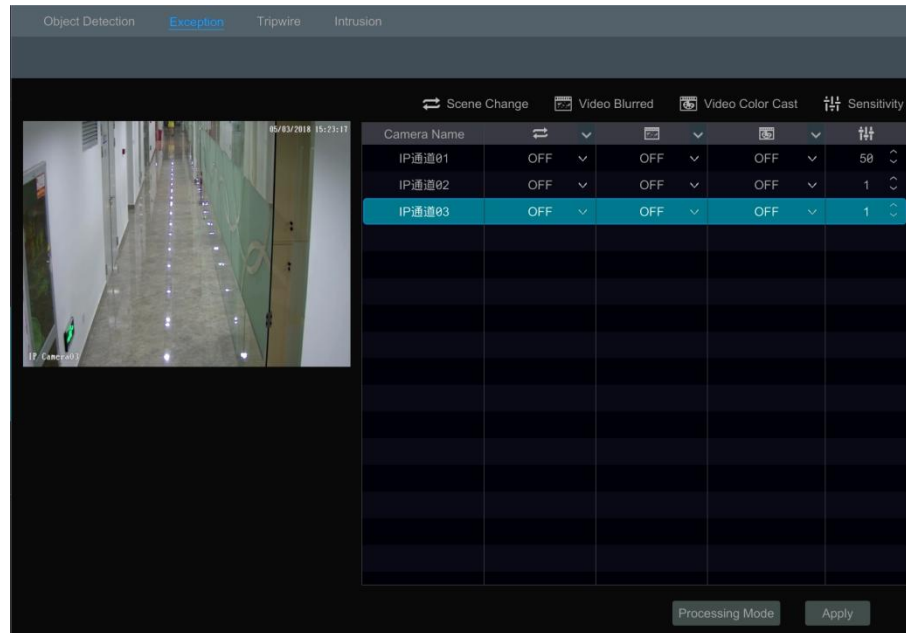 Object Detection Exception Tripwire Intrusion
Scene Change Video Blurred Video Color Cast Sensitivity
05/03/2018 15:23:17
Camera Name
IP通道01 OFF OFF OFF 50
IP通道02 OFF OFF OFF 1
IP通道03 OFF OFF OFF 1
IP Camera03
Processing Mode Apply